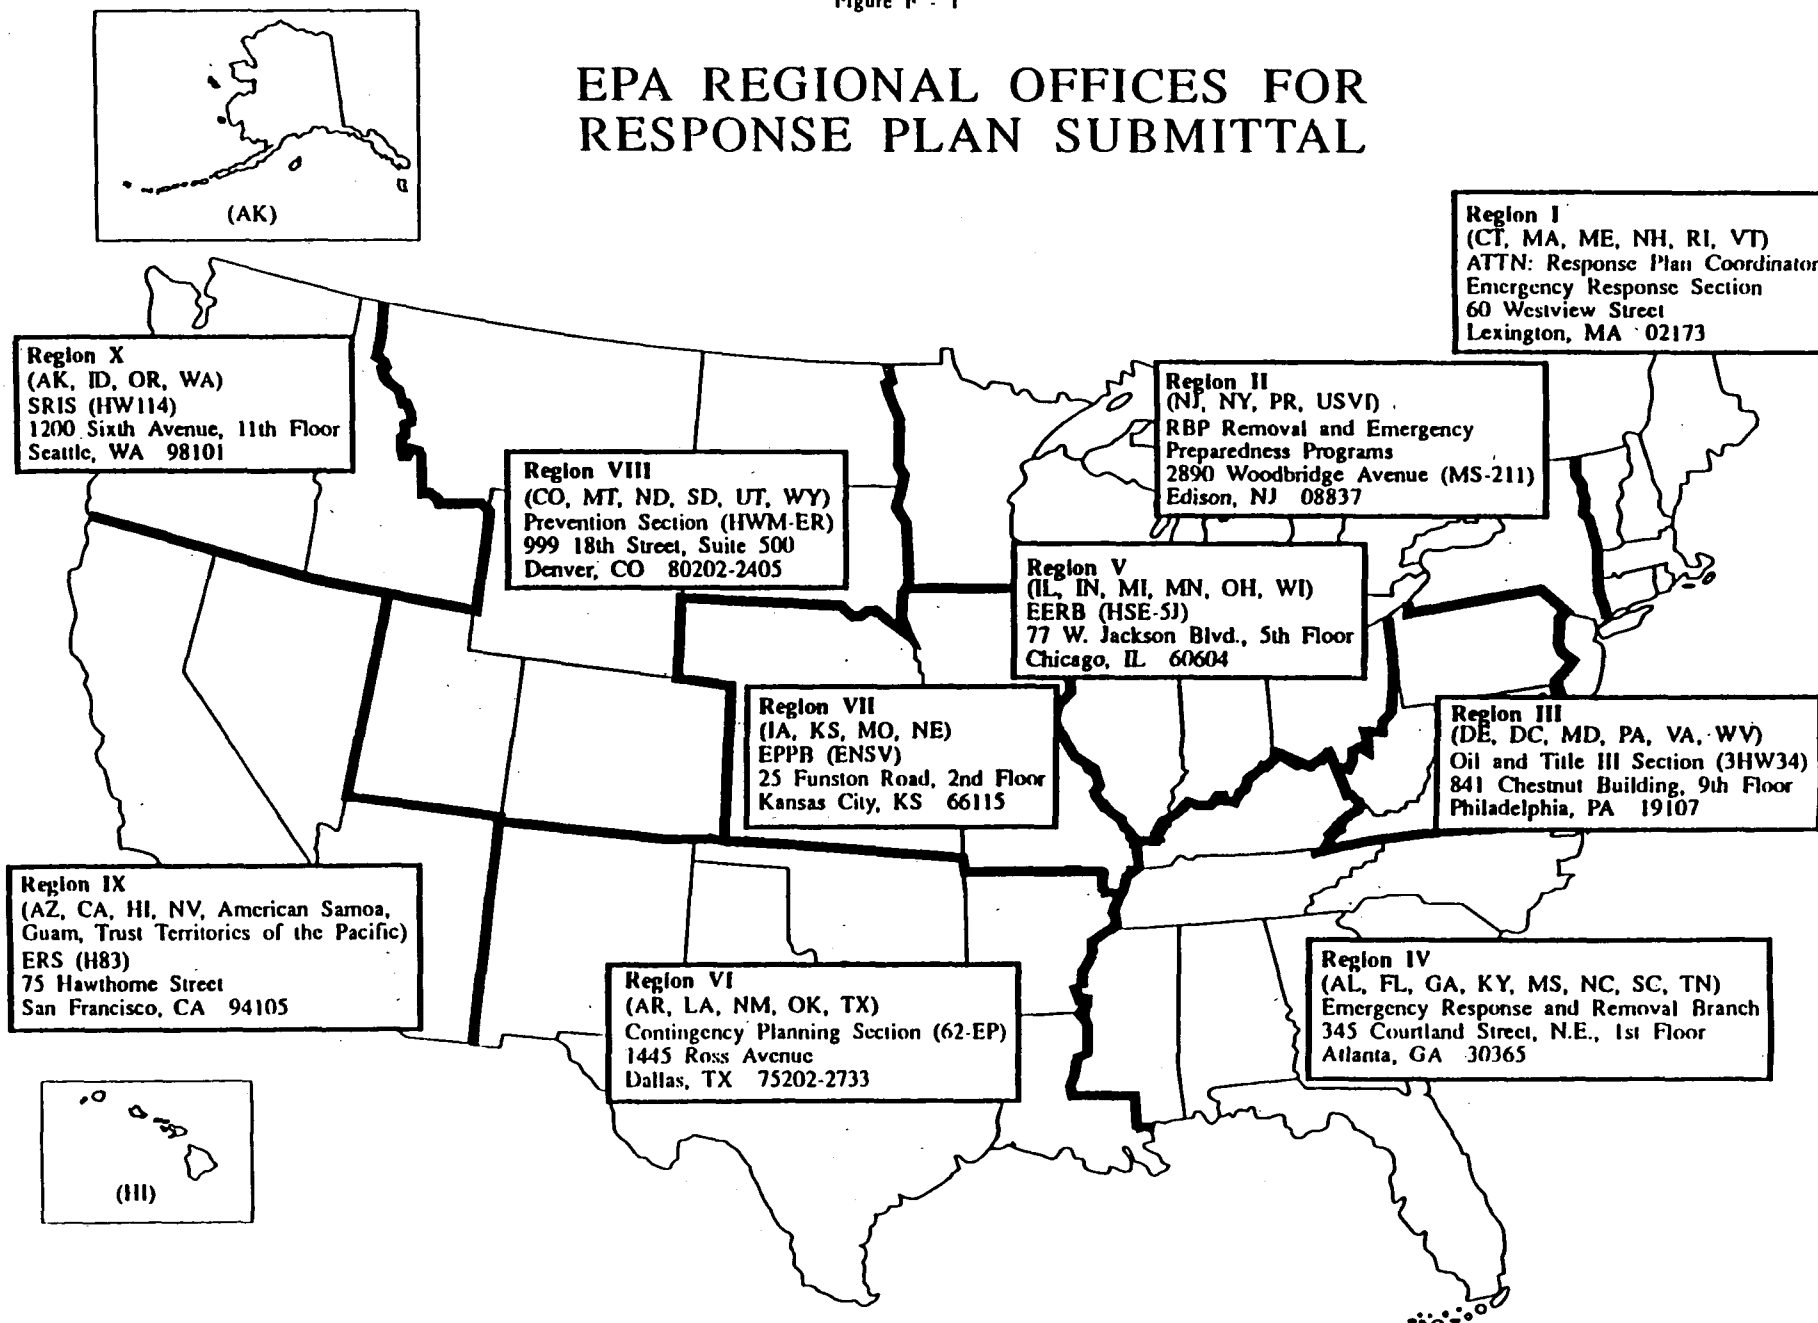 Figure F - 1
EPA REGIONAL OFFICES FOR
RESPONSE PLAN SUBMITTAL
(AK)
Region I
(CT, MA, ME, NH, RI, VT)
ATTN: Response Plan Coordinator
Emergency Response Section
60 Westview Street
Lexington, MA 02173
Region X
(AK, ID, OR, WA)
SRIS (HW114)
1200 Sixth Avenue, 11th Floor
Seattle, WA 98101
Region II
(NJ, NY, PR, USVI)
RBP Removal and Emergency
Preparedness Programs
2890 Woodbridge Avenue (MS-211)
Edison, NJ 08837
Region VIII
(CO, MT, ND, SD, UT, WY)
Prevention Section (HWM-ER)
999 18th Street, Suite 500
Denver, CO 80202-2405
Region V
(IL, IN, MI, MN, OH, WI)
EERB (HSE-5J)
77 W. Jackson Blvd., 5th Floor
Chicago, IL 60604
Region VII
(IA, KS, MO, NE)
EPPB (ENSV)
25 Funston Road, 2nd Floor
Kansas City, KS 66115
Region III
(DE, DC, MD, PA, VA, WV)
Oil and Title III Section (3HW34)
841 Chestnut Building, 9th Floor
Philadelphia, PA 19107
Region IX
(AZ, CA, HI, NV, American Samoa,
Guam, Trust Territories of the Pacific)
ERS (H83)
75 Hawthorne Street
San Francisco, CA 94105
Region VI
(AR, LA, NM, OK, TX)
Contingency Planning Section (62-EP)
1445 Ross Avenue
Dallas, TX 75202-2733
Region IV
(AL, FL, GA, KY, MS, NC, SC, TN)
Emergency Response and Removal Branch
345 Courtland Street, N.E., 1st Floor
Atlanta, GA 30365
(HI)